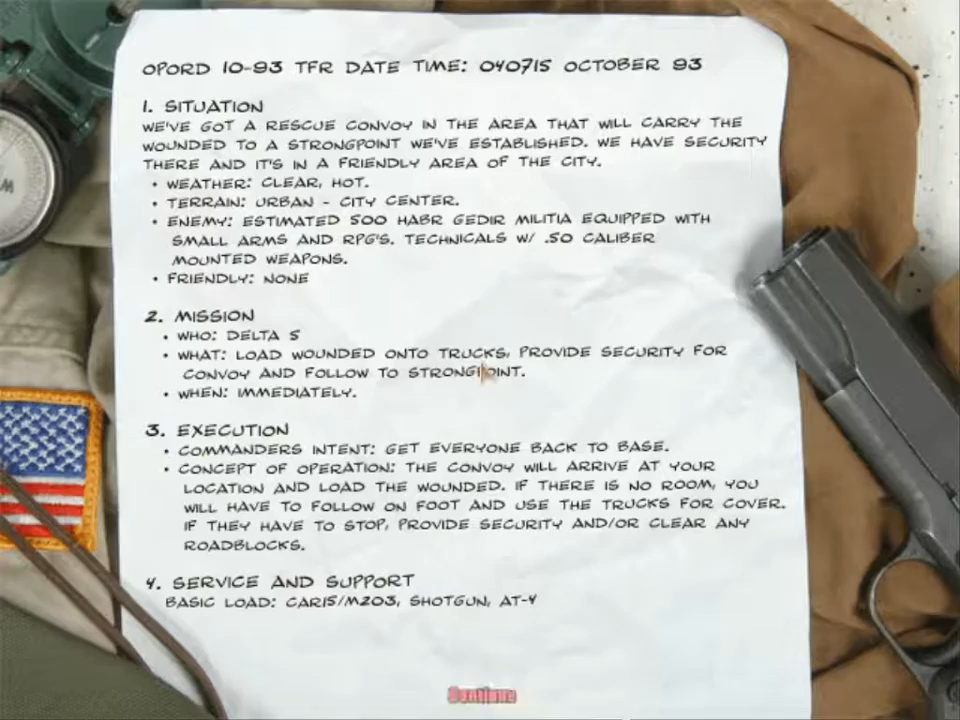 OPORD 10-93 TFR DATE TIME: 040715 OCTOBER 93
1. SITUATION
WE'VE GOT A RESCUE CONVOY IN THE AREA THAT WILL CARRY THE
WOUNDED TO A STRONGPOINT WE'VE ESTABLISHED. WE HAVE SECURITY
THERE AND IT'S IN A FRIENDLY AREA OF THE CITY.
• WEATHER: CLEAR, HOT.
• TERRAIN: URBAN - CITY CENTER.
• ENEMY: ESTIMATED 500 HABR GEDIR MILITIA EQUIPPED WITH
SMALL ARMS AND RPG'S. TECHNICALS W/ .50 CALIBER
MOUNTED WEAPONS.
• FRIENDLY: NONE
2. MISSION
• WHO: DELTA 5
• WHAT: LOAD WOUNDED ONTO TRUCKS, PROVIDE SECURITY FOR
CONVOY AND FOLLOW TO STRONGPOINT.
• WHEN: IMMEDIATELY.
3. EXECUTION
• COMMANDERS INTENT: GET EVERYONE BACK TO BASE.
• CONCEPT OF OPERATION: THE CONVOY WILL ARRIVE AT YOUR
LOCATION AND LOAD THE WOUNDED. IF THERE IS NO ROOM, YOU
WILL HAVE TO FOLLOW ON FOOT AND USE THE TRUCKS FOR COVER.
IF THEY HAVE TO STOP, PROVIDE SECURITY AND/OR CLEAR ANY
ROADBLOCKS.
4. SERVICE AND SUPPORT
BASIC LOAD: CAR15/M203, SHOTGUN, AT-4
Continue